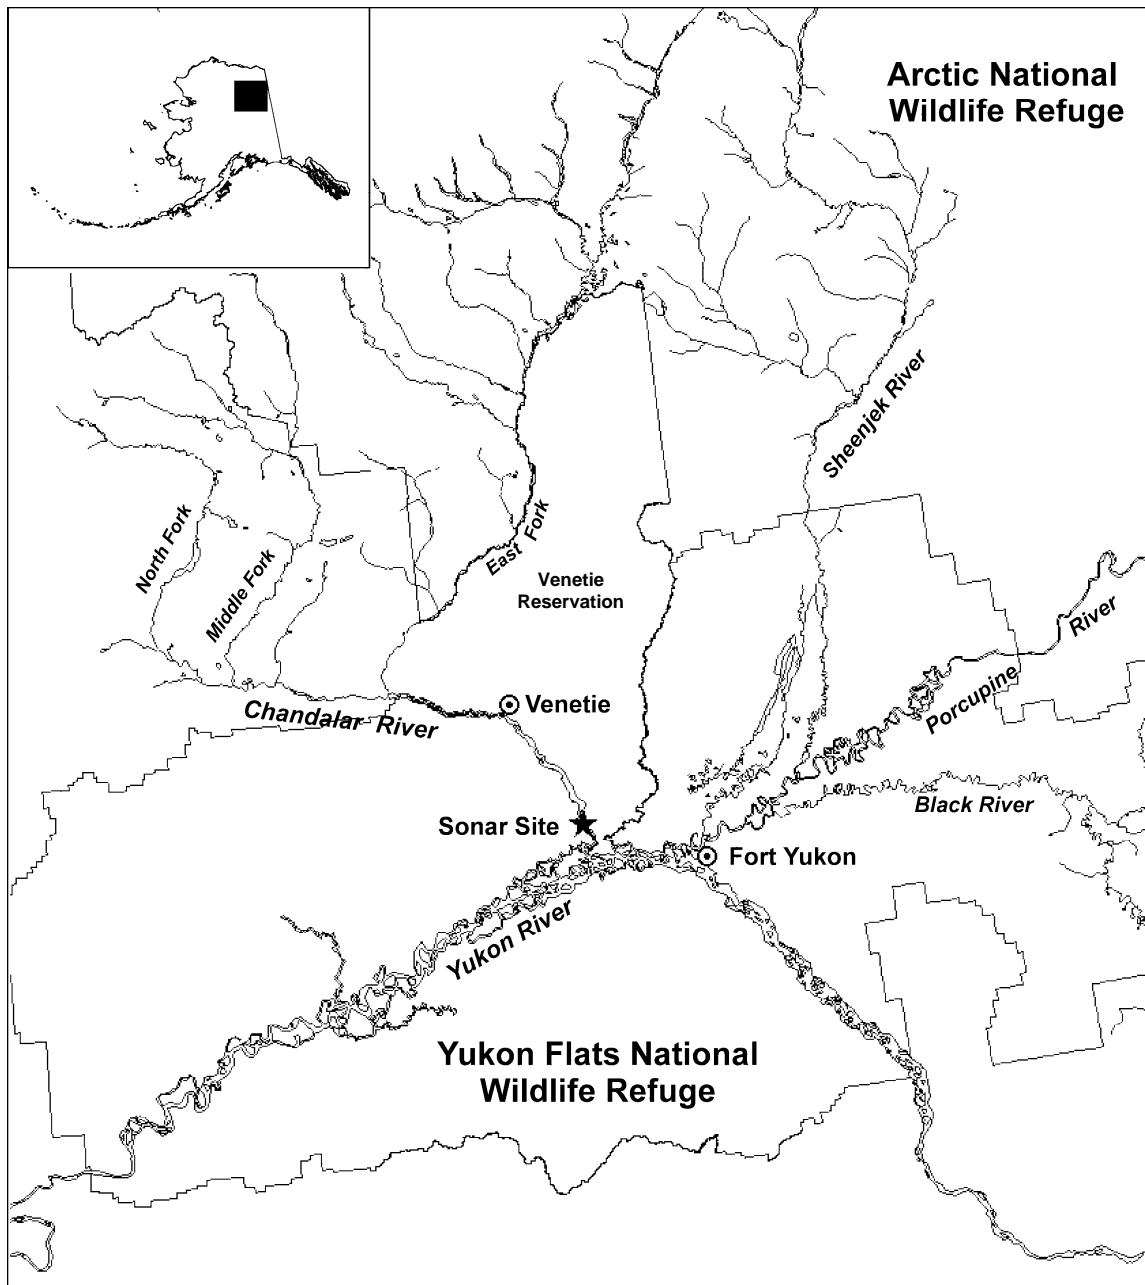 Arctic National
Wildlife Refuge
Sheenjek River
North Fork
Middle Fork
East Fork
Venetie
Reservation
River
Porcupine
Venetie
Chandalar River
Black River
Sonar Site
Fort Yukon
Yukon River
Yukon Flats National
Wildlife Refuge